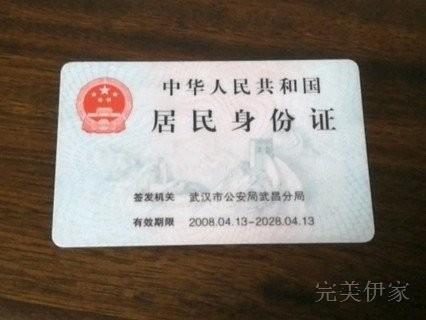 中华人民共和国
居民身份证
签发机关 武汉市公安局武昌分局
有效期限 2008.04.13-2028.04.13
完美伊家